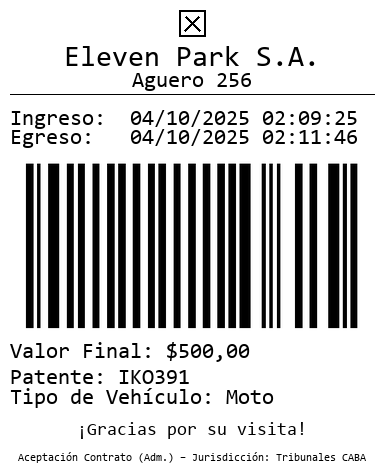 Eleven Park S.A.
Aguero 256
Ingreso: 04/10/2025 02:09:25
Egreso: 04/10/2025 02:11:46
Valor Final: $500,00
Patente: IKO391
Tipo de Vehículo: Moto
¡Gracias por su visita!
Aceptación Contrato (Adm.) – Jurisdicción: Tribunales CABA